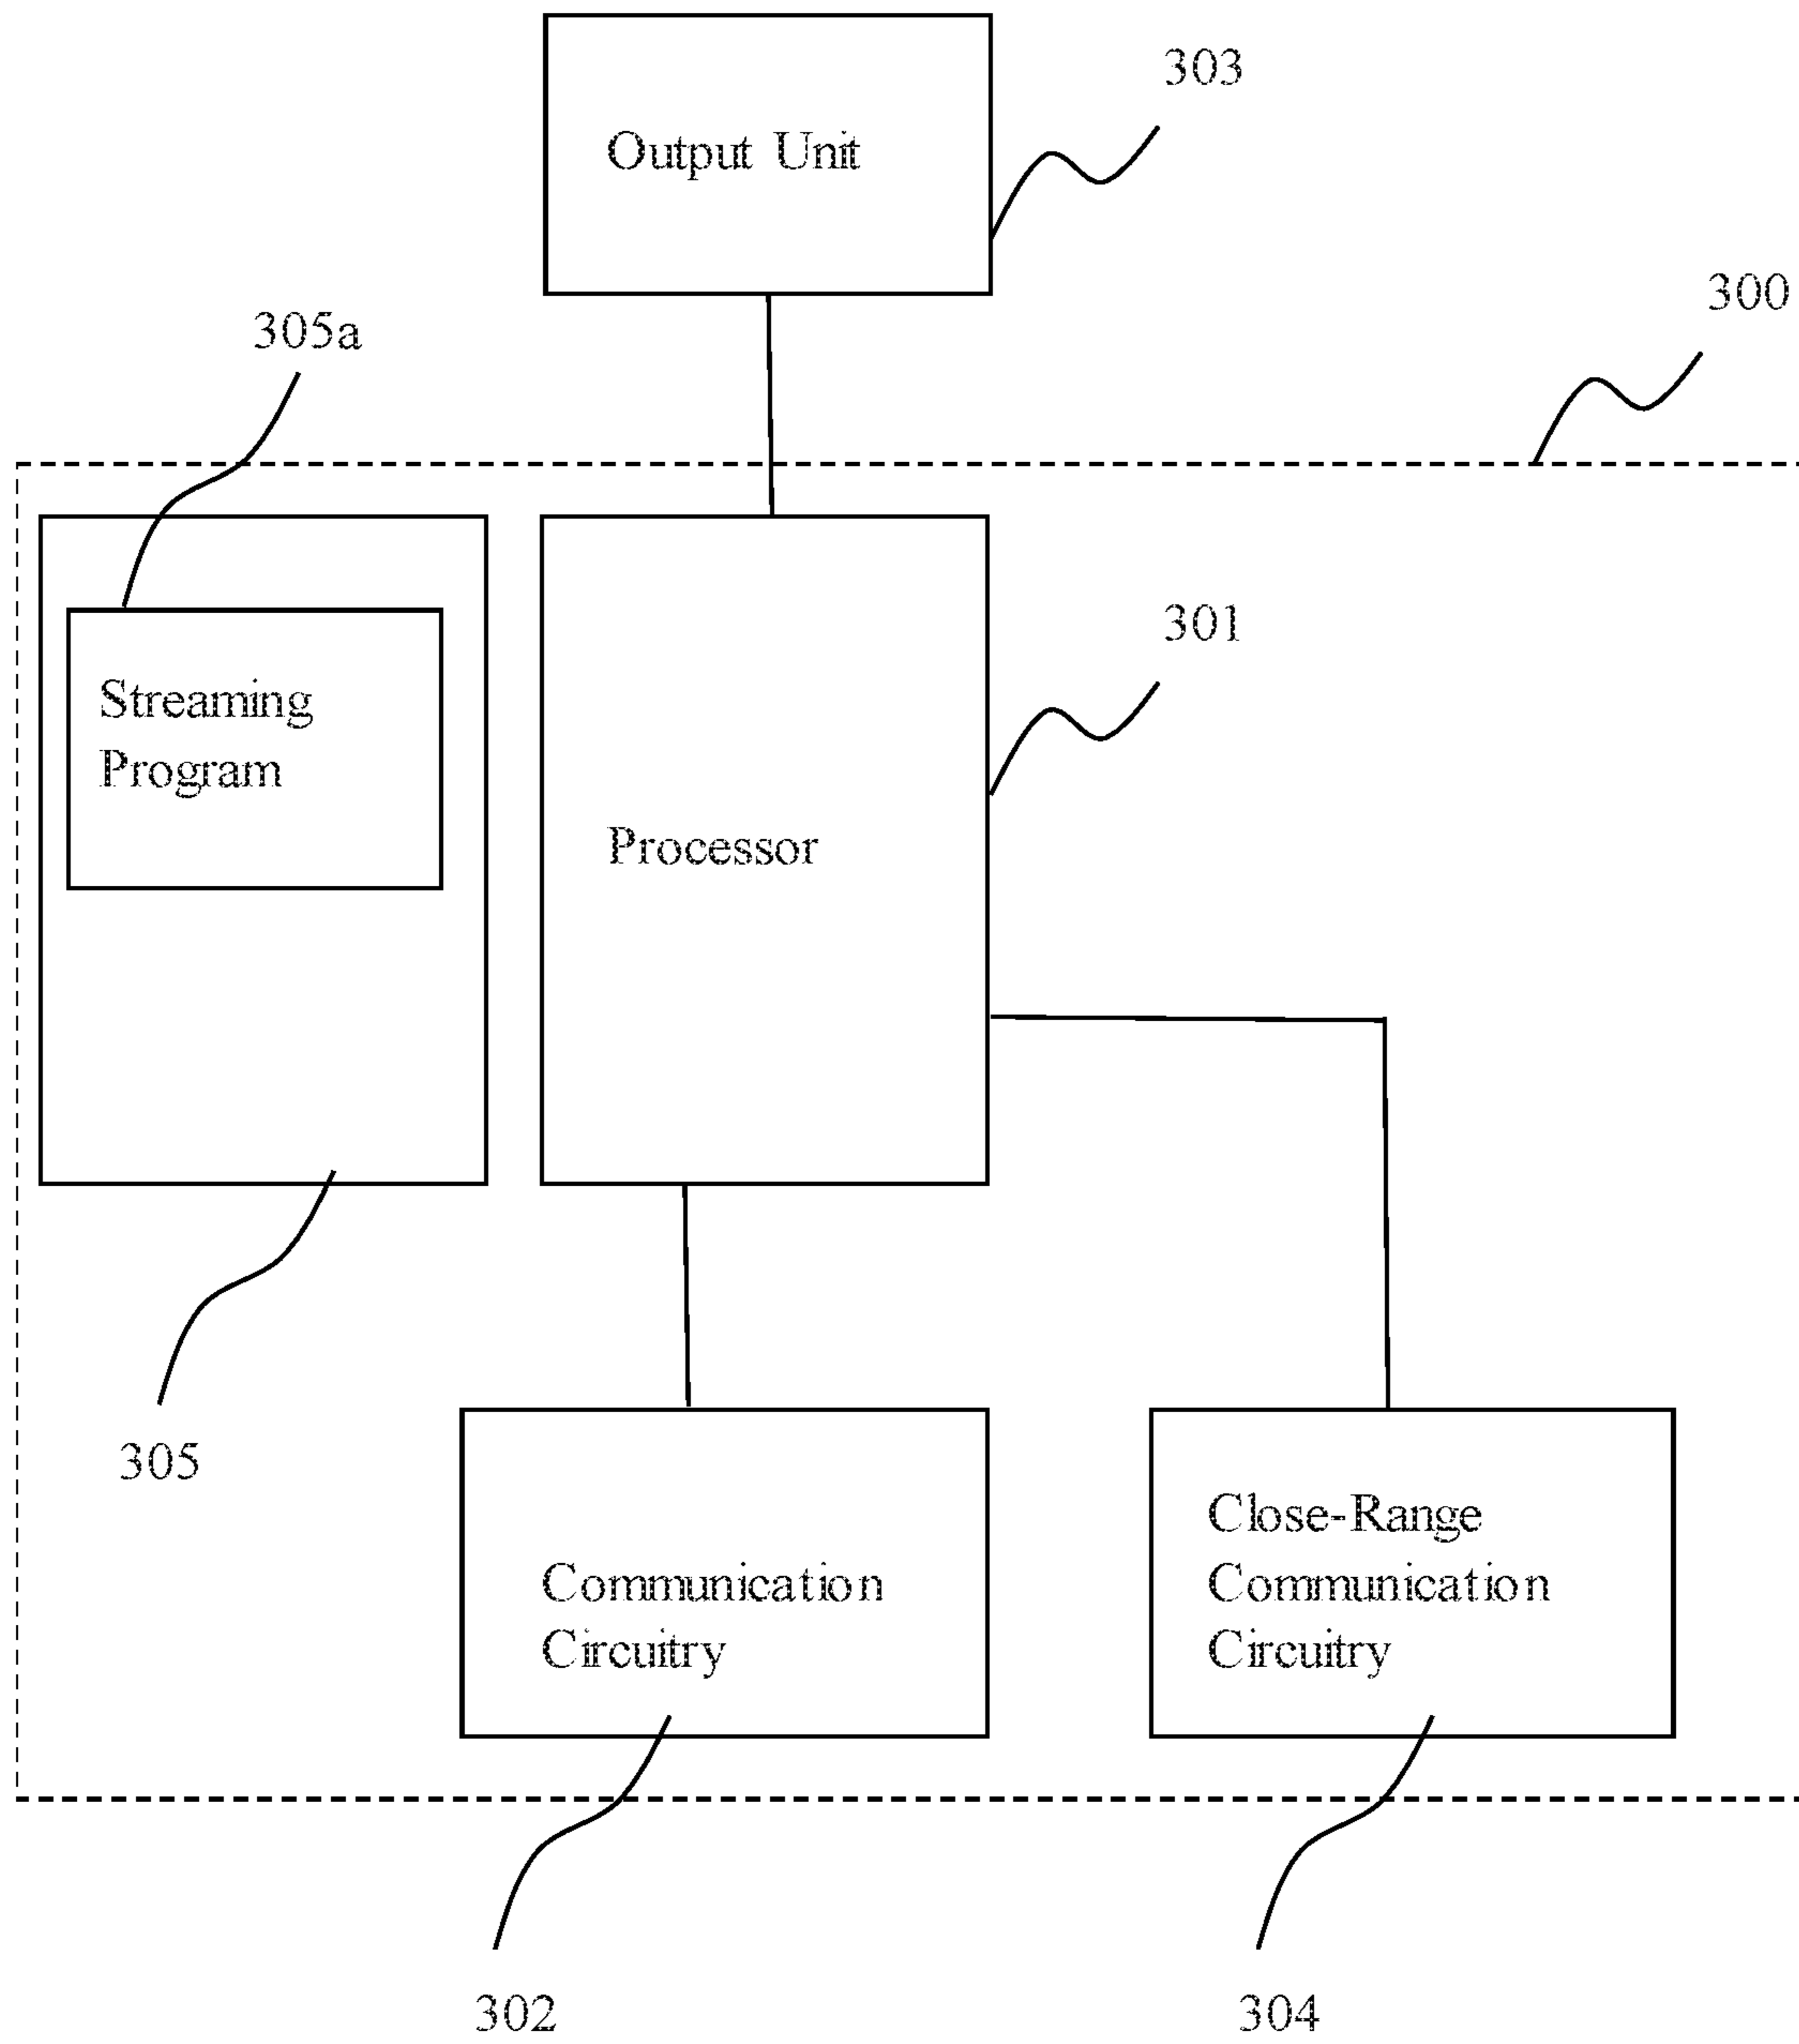 303
Output Unit
300
305a
301
Streaming
Program
Processor
305
Close-Range
Communication
Circuitry
Communication
Circuitry
302
304